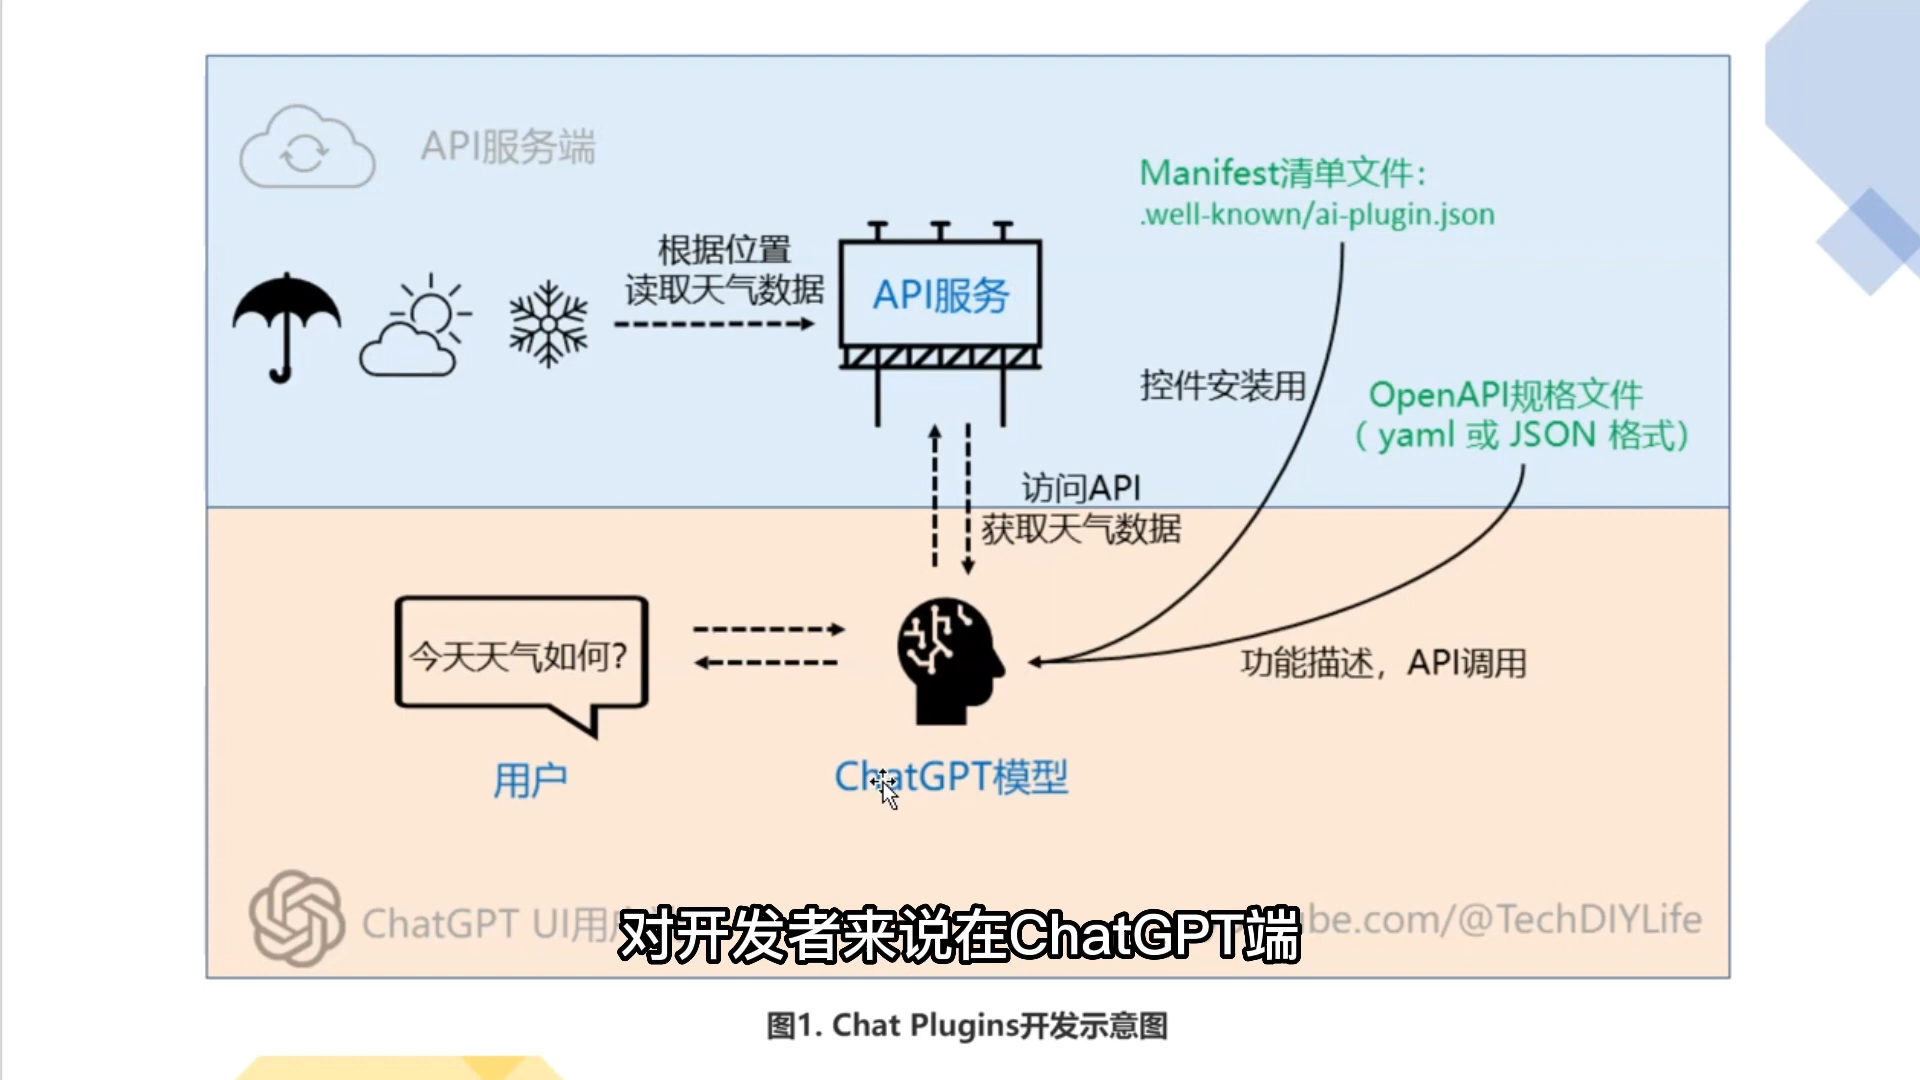 API服务端
Manifest清单文件：
.well-known/ai-plugin.json
根据位置
读取天气数据
API服务
控件安装用
OpenAPI规格文件
（ yaml 或 JSON 格式）
访问API
获取天气数据
今天天气如何？
功能描述，API调用
用户
ChatGPT模型
ChatGPT UI用
be.com/@TechDIYLife
对开发者来说在ChatGPT端
图1. Chat Plugins开发示意图